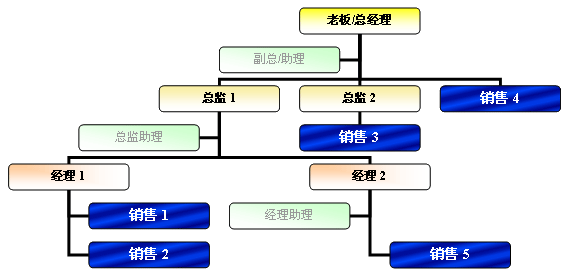 老板/总经理
副总/助理
总监 1
总监 2
销售 4
总监助理
销售 3
经理 1
经理 2
销售 1
经理助理
销售 2
销售 5